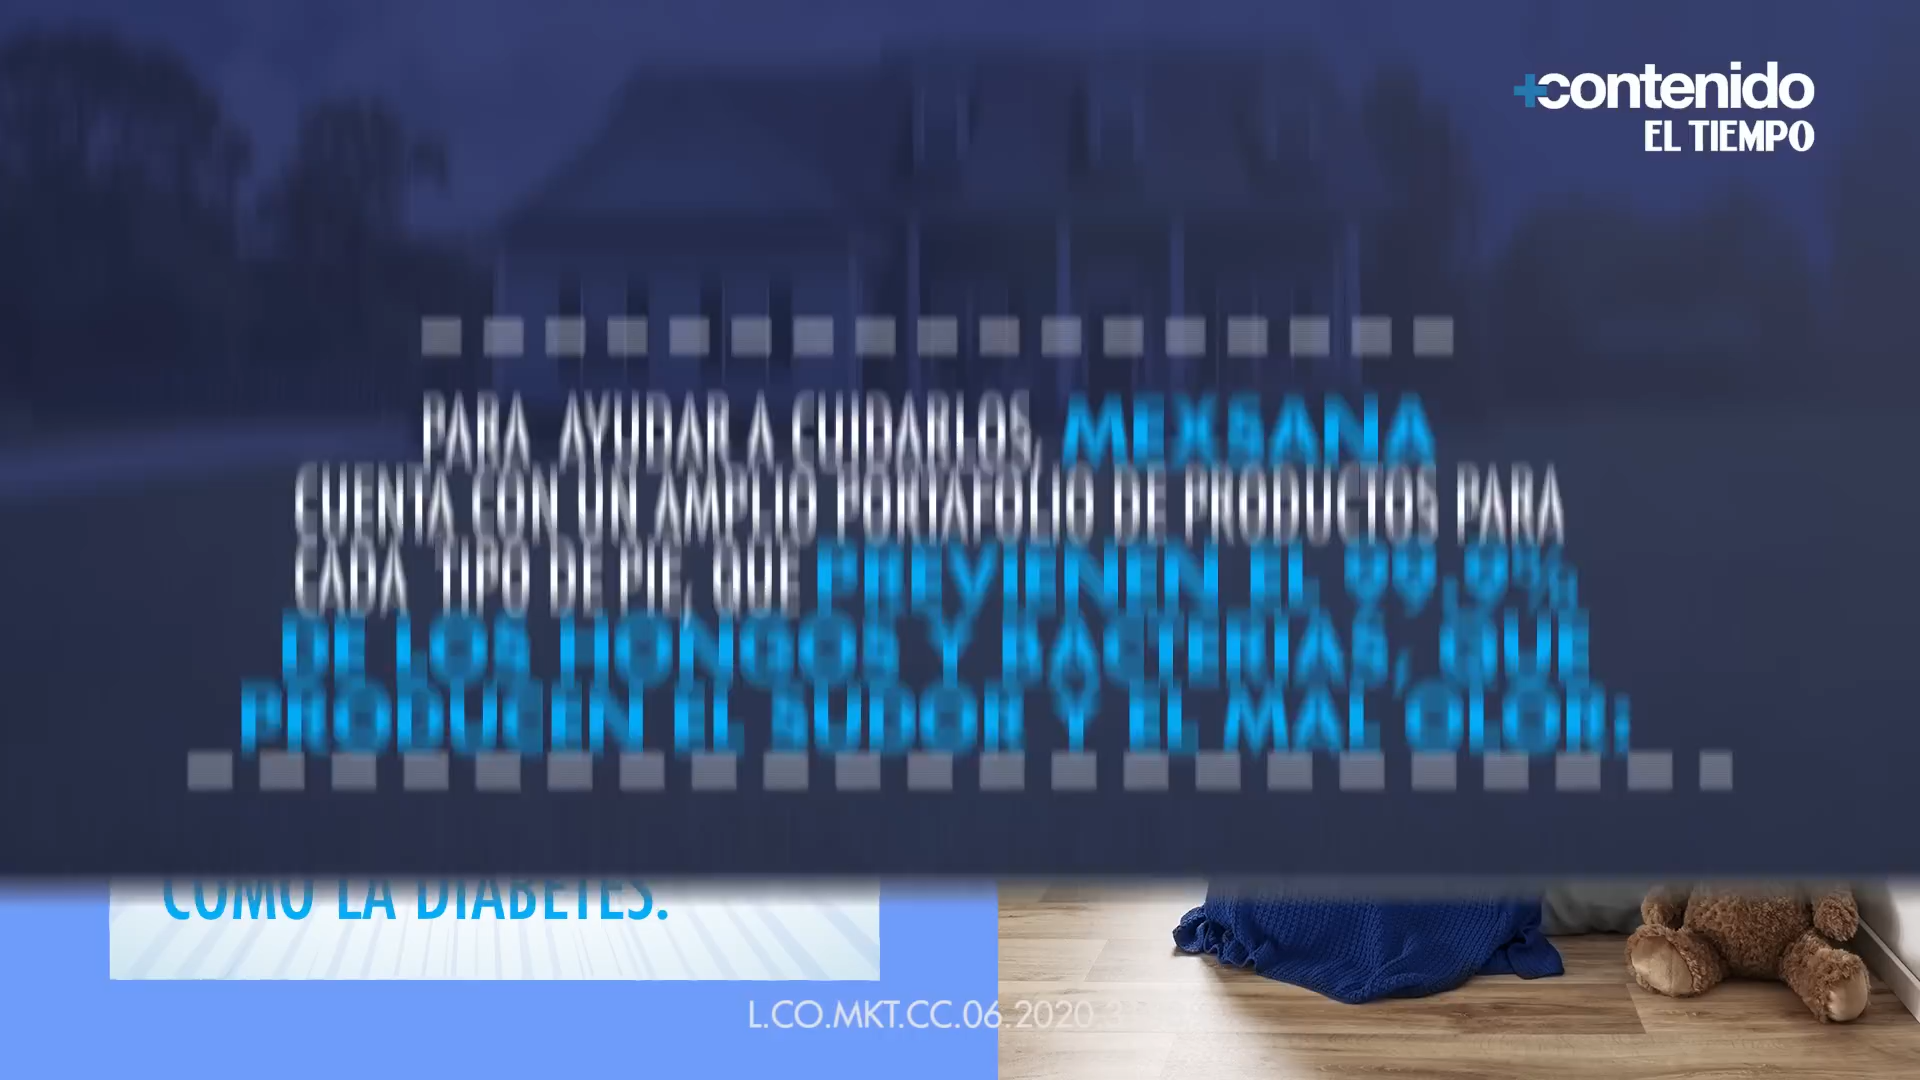 +contenido
EL TIEMPO
PARA AYUDAR A CUIDARLOS, MEXSANA
CUENTA CON UN AMPLIO PORTAFOLIO DE PRODUCTOS PARA
CADA TIPO DE PIE, QUE PREVIENEN EL 99,9%
DE LOS HONGOS Y BACTERIAS, QUE
PRODUCEN EL SUDOR Y EL MAL OLOR:
COMO LA DIABETES.
L.CO.MKT.CC.06.2020.3